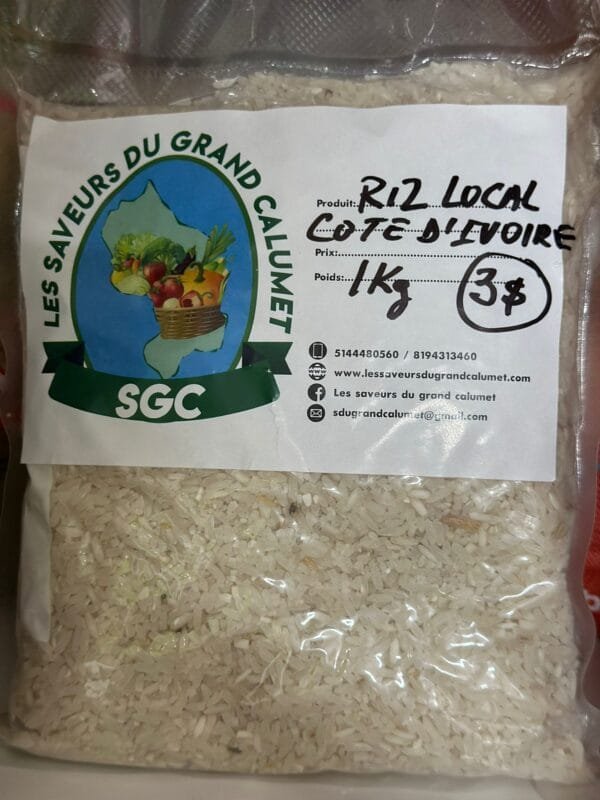 LES SAVEURS DU GRAND CALUMET
SGC
Produit: RIZ LOCAL
COTE D'IVOIRE
Prix:
Poids: 1Kg 3$
5144480560 / 8194313460
www.lessaveursdugrandcalumet.com
Les saveurs du grand calumet
sdugrandcalumet@gmail.com